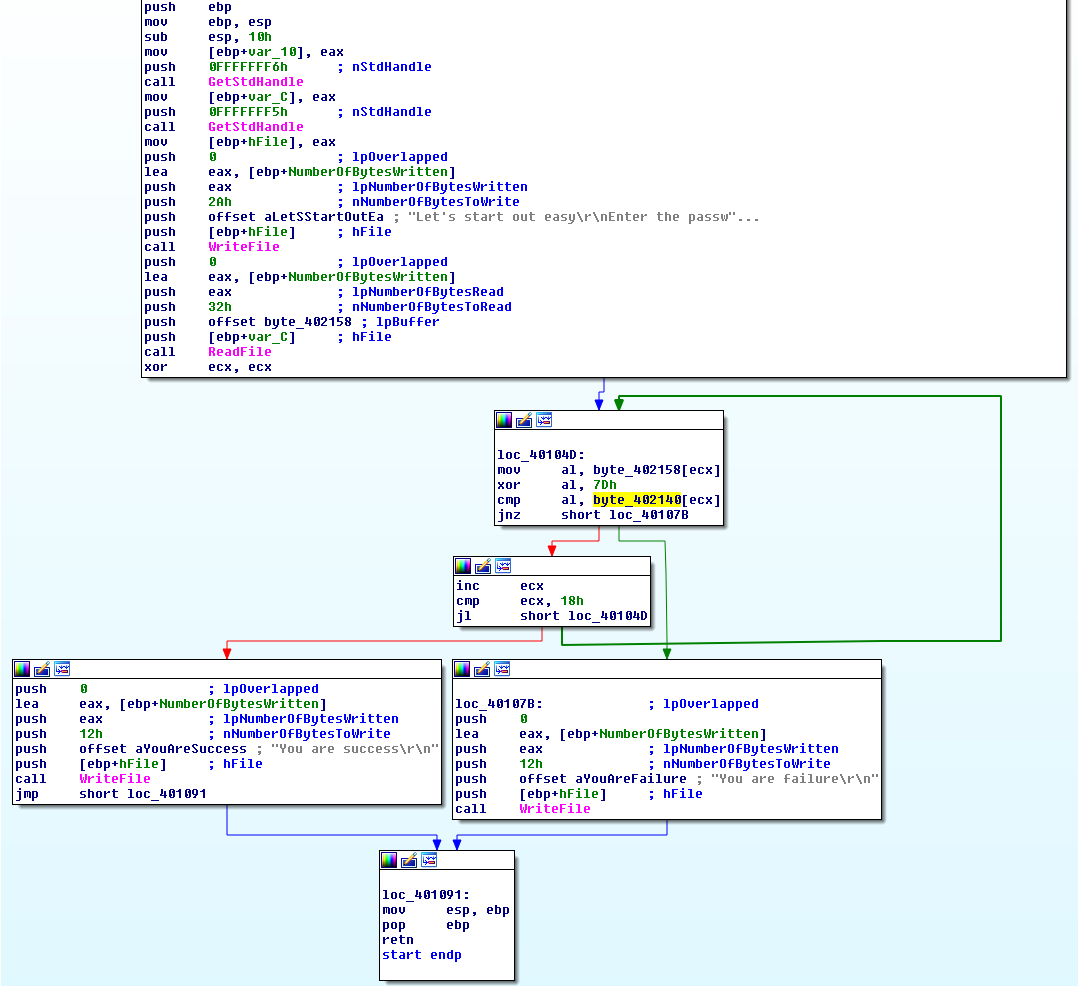 push ebp
mov ebp, esp
sub esp, 10h
mov [ebp+var_10], eax
push 0FFFFFFF6h ; nStdHandle
call GetStdHandle
mov [ebp+var_C], eax
push 0FFFFFFF5h ; nStdHandle
call GetStdHandle
mov [ebp+hFile], eax
push 0 ; lpOverlapped
lea eax, [ebp+NumberOfBytesWritten]
push eax ; lpNumberOfBytesWritten
push 2Ah ; nNumberOfBytesToWrite
push offset aLetSStartOutEa ; "Let's start out easy\r\nEnter the passw"...
push [ebp+hFile] ; hFile
call WriteFile
push 0 ; lpOverlapped
lea eax, [ebp+NumberOfBytesWritten]
push eax ; lpNumberOfBytesRead
push 32h ; nNumberOfBytesToRead
push offset byte_402158 ; lpBuffer
push [ebp+var_C] ; hFile
call ReadFile
xor ecx, ecx
loc_40104D:
mov al, byte_402158[ecx]
xor al, 7Dh
cmp al, byte_402140[ecx]
jnz short loc_40107B
inc ecx
cmp ecx, 18h
jl short loc_40104D
push 0 ; lpOverlapped
lea eax, [ebp+NumberOfBytesWritten]
push eax ; lpNumberOfBytesWritten
push 12h ; nNumberOfBytesToWrite
push offset aYouAreSuccess ; "You are success\r\n"
push [ebp+hFile] ; hFile
call WriteFile
jmp short loc_401091
loc_40107B: ; lpOverlapped
push 0
lea eax, [ebp+NumberOfBytesWritten]
push eax ; lpNumberOfBytesWritten
push 12h ; nNumberOfBytesToWrite
push offset aYouAreFailure ; "You are failure\r\n"
push [ebp+hFile] ; hFile
call WriteFile
loc_401091:
mov esp, ebp
pop ebp
retn
start endp